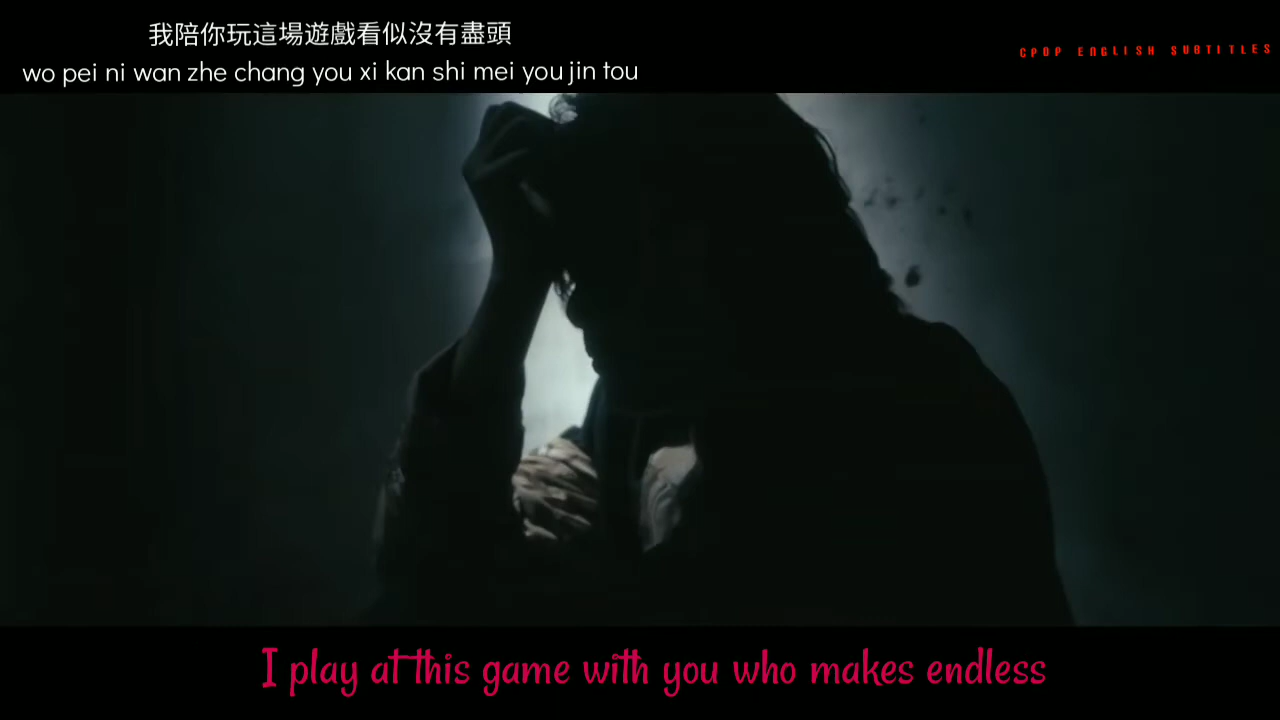 我陪你玩這場遊戲看似沒有盡頭
wo pei ni wan zhe chang you xi kan shi mei you jin tou
CPOP ENGLISH SUBTITLES
I play at this game with you who makes endless